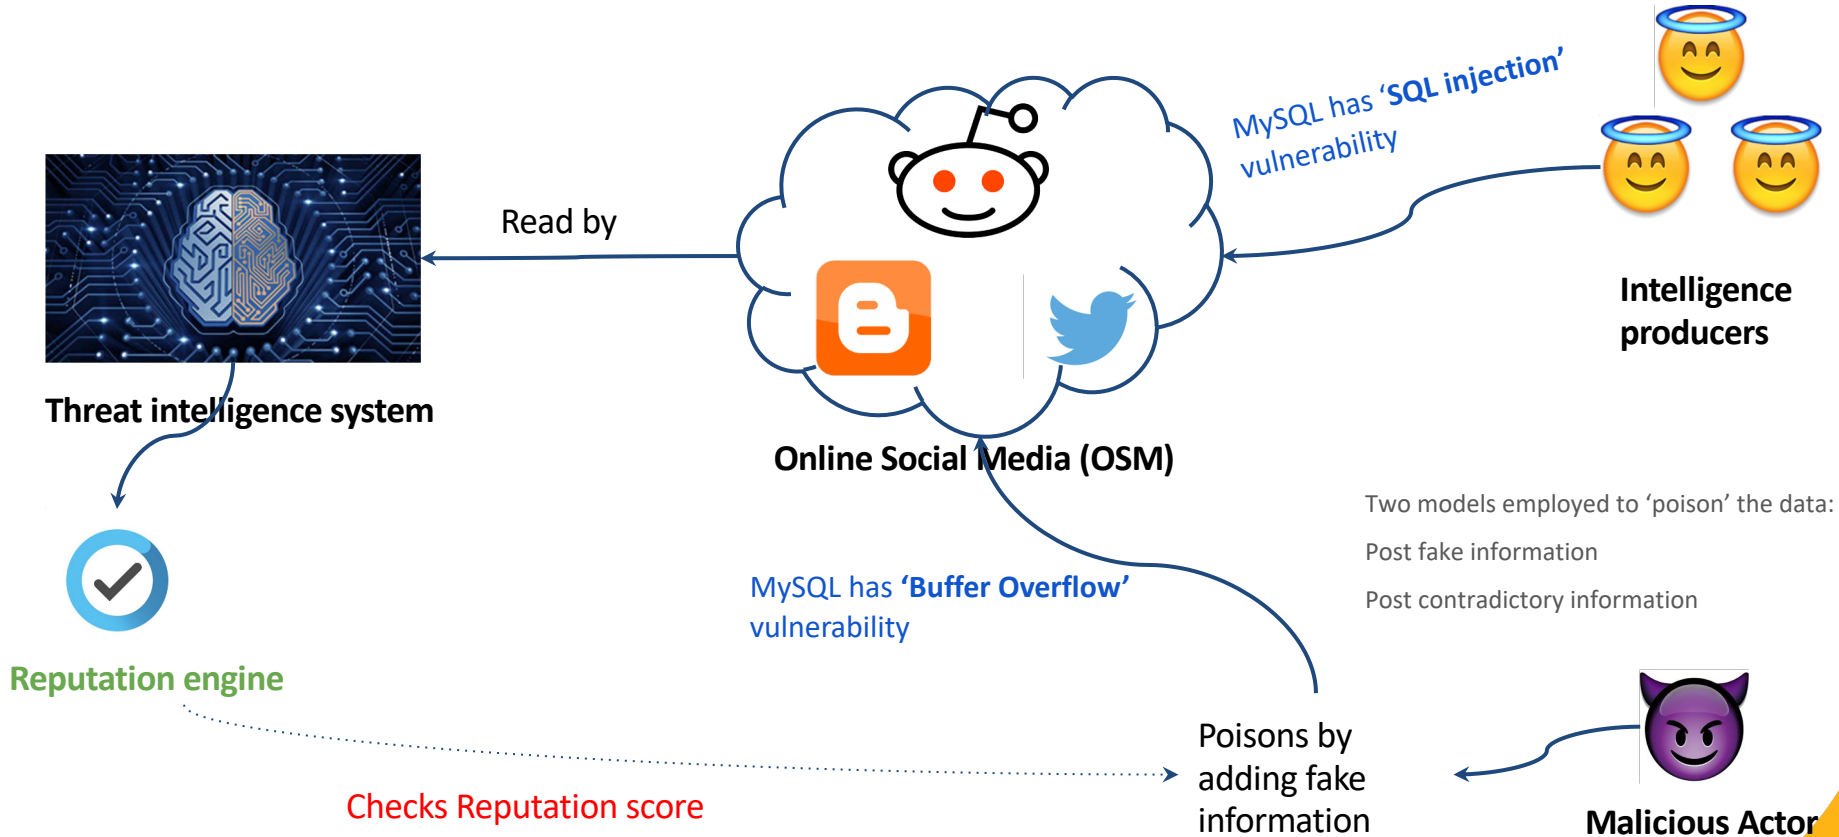 MySQL has ‘SQL injection’
vulnerability
Read by
Intelligence
producers
Threat intelligence system
Online Social Media (OSM)
Two models employed to ‘poison’ the data:
Post fake information
Post contradictory information
MySQL has ‘Buffer Overflow’
vulnerability
Reputation engine
Poisons by
adding fake
information
Checks Reputation score
Malicious Actor